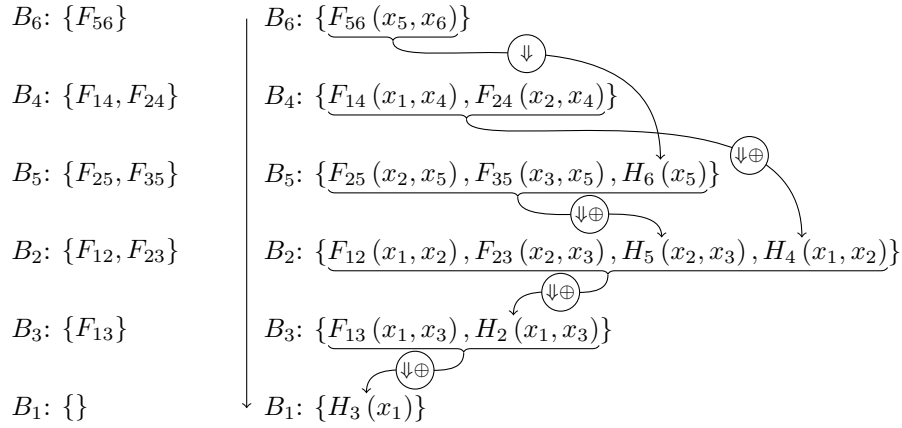 B₆: {F₅₆} B₆: {F₅₆ (x₅, x₆)}
⇓
B₄: {F₁₄, F₂₄} B₄: {F₁₄ (x₁, x₄) , F₂₄ (x₂, x₄)}
⇓⊕
B₅: {F₂₅, F₃₅} B₅: {F₂₅ (x₂, x₅) , F₃₅ (x₃, x₅) , H₆ (x₅)}
⇓⊕
B₂: {F₁₂, F₂₃} B₂: {F₁₂ (x₁, x₂) , F₂₃ (x₂, x₃) , H₅ (x₂, x₃) , H₄ (x₁, x₂)}
⇓⊕
B₃: {F₁₃} B₃: {F₁₃ (x₁, x₃) , H₂ (x₁, x₃)}
⇓⊕
B₁: {} B₁: {H₃ (x₁)}